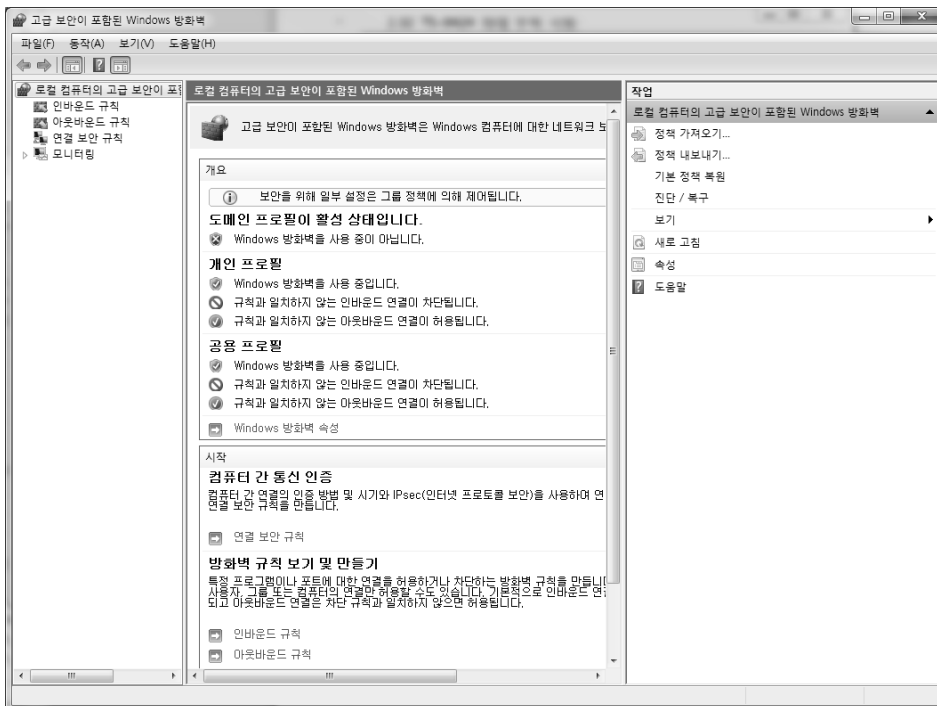 고급 보안이 포함된 Windows 방화벽
파일(F) 동작(A) 보기(V) 도움말(H)
로컬 컴퓨터의 고급 보안이 포
인바운드 규칙
아웃바운드 규칙
연결 보안 규칙
모니터링
로컬 컴퓨터의 고급 보안이 포함된 Windows 방화벽
고급 보안이 포함된 Windows 방화벽은 Windows 컴퓨터에 대한 네트워크 보
개요
보안을 위해 일부 설정은 그룹 정책에 의해 제어됩니다.
도메인 프로필이 활성 상태입니다.
Windows 방화벽을 사용 중이 아닙니다.
개인 프로필
Windows 방화벽을 사용 중입니다.
규칙과 일치하지 않는 인바운드 연결이 차단됩니다.
규칙과 일치하지 않는 아웃바운드 연결이 허용됩니다.
공용 프로필
Windows 방화벽을 사용 중입니다.
규칙과 일치하지 않는 인바운드 연결이 차단됩니다.
규칙과 일치하지 않는 아웃바운드 연결이 허용됩니다.
Windows 방화벽 속성
시작
컴퓨터 간 통신 인증
컴퓨터 간 연결의 인증 방법 및 시기와 IPsec(인터넷 프로토콜 보안)을 사용하여 연
연결 보안 규칙을 만듭니다.
연결 보안 규칙
방화벽 규칙 보기 및 만들기
특정 프로그램이나 포트에 대한 연결을 허용하거나 차단하는 방화벽 규칙을 만듭니
사용자, 그룹 또는 컴퓨터의 연결만 허용할 수도 있습니다. 기본적으로 인바운드 연
되고 아웃바운드 연결은 차단 규칙과 일치하지 않으면 허용됩니다.
인바운드 규칙
아웃바운드 규칙
작업
로컬 컴퓨터의 고급 보안이 포함된 Windows 방화벽
정책 가져오기...
정책 내보내기...
기본 정책 복원
진단 / 복구
보기
새로 고침
속성
도움말